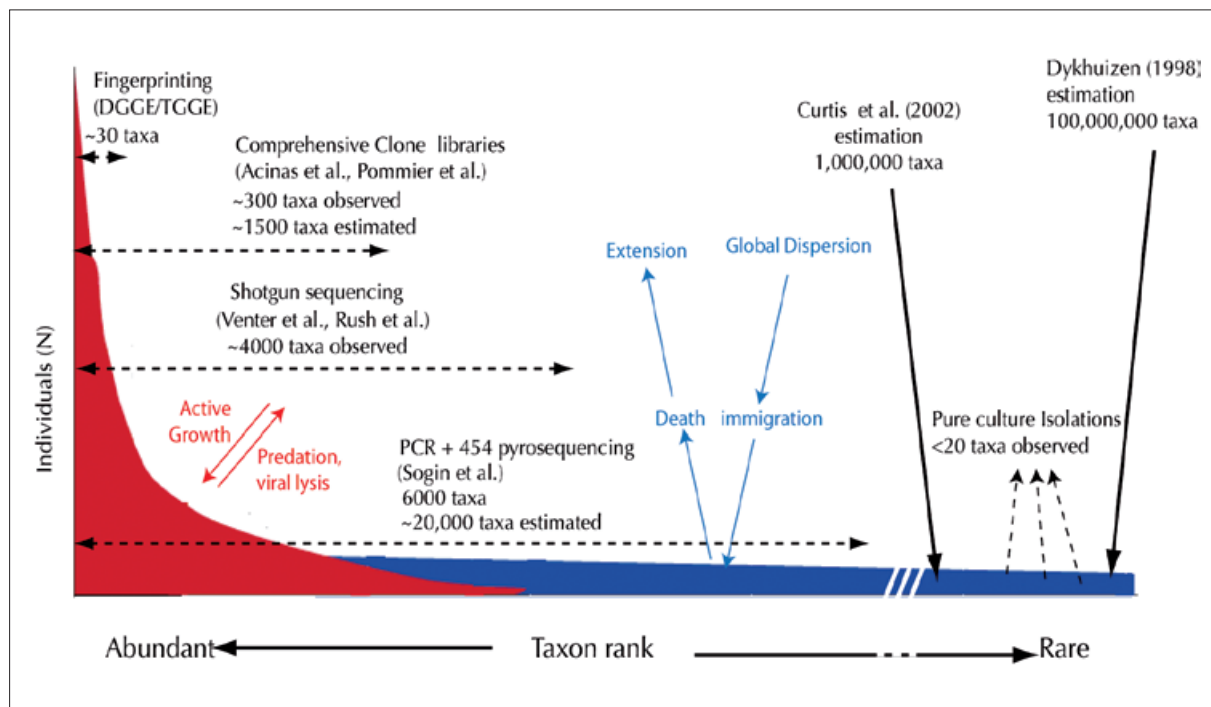 Fingerprinting
(DGGE/TGGE)
~30 taxa
Comprehensive Clone libraries
(Acinas et al., Pommier et al.)
~300 taxa observed
~1500 taxa estimated
Shotgun sequencing
(Venter et al., Rush et al.)
~4000 taxa observed
PCR + 454 pyrosequencing
(Sogin et al.)
6000 taxa
~20,000 taxa estimated
Active
Growth
Predation,
viral lysis
Extension
Global Dispersion
Death
immigration
Curtis et al. (2002)
estimation
1,000,000 taxa
Dykhuizen (1998)
estimation
100,000,000 taxa
Pure culture Isolations
<20 taxa observed
Individuals (N)
Abundant
Taxon rank
Rare